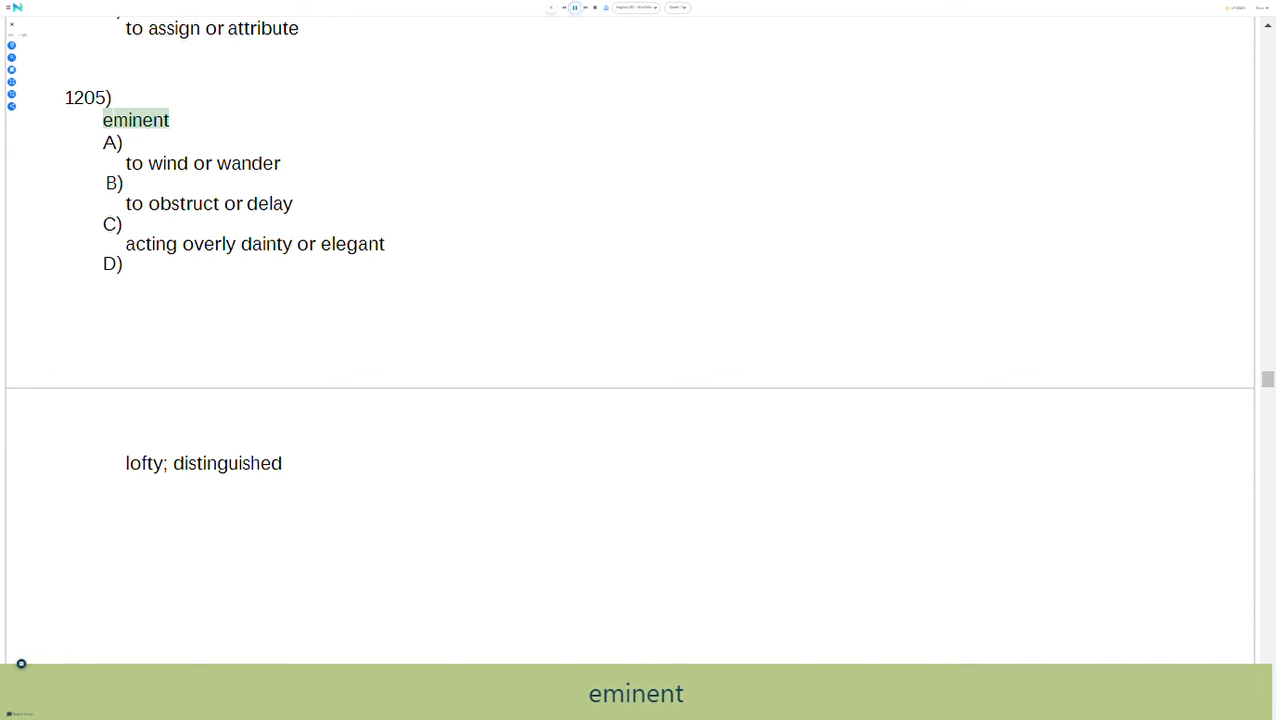 to assign or attribute
1205)
eminent
A)
to wind or wander
B)
to obstruct or delay
C)
acting overly dainty or elegant
D)
lofty; distinguished
eminent